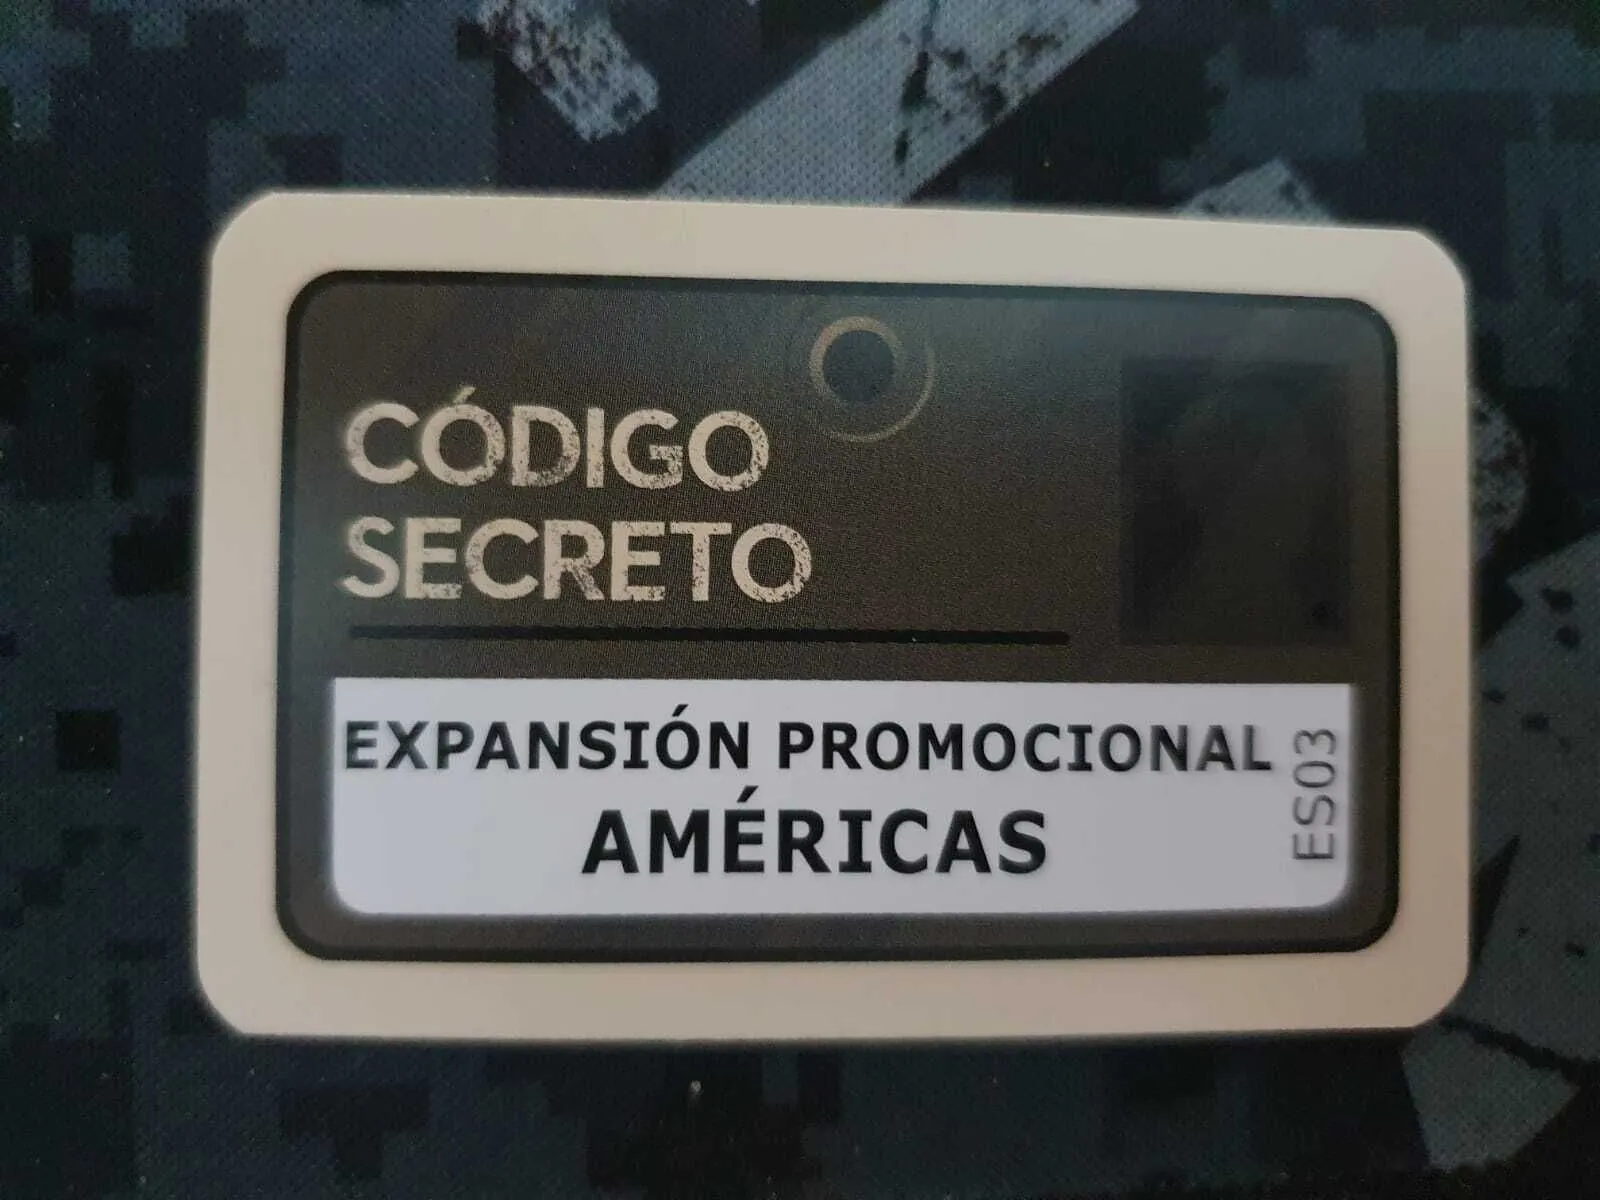 CÓDIGO
SECRETO
EXPANSIÓN PROMOCIONAL
AMÉRICAS
ES03